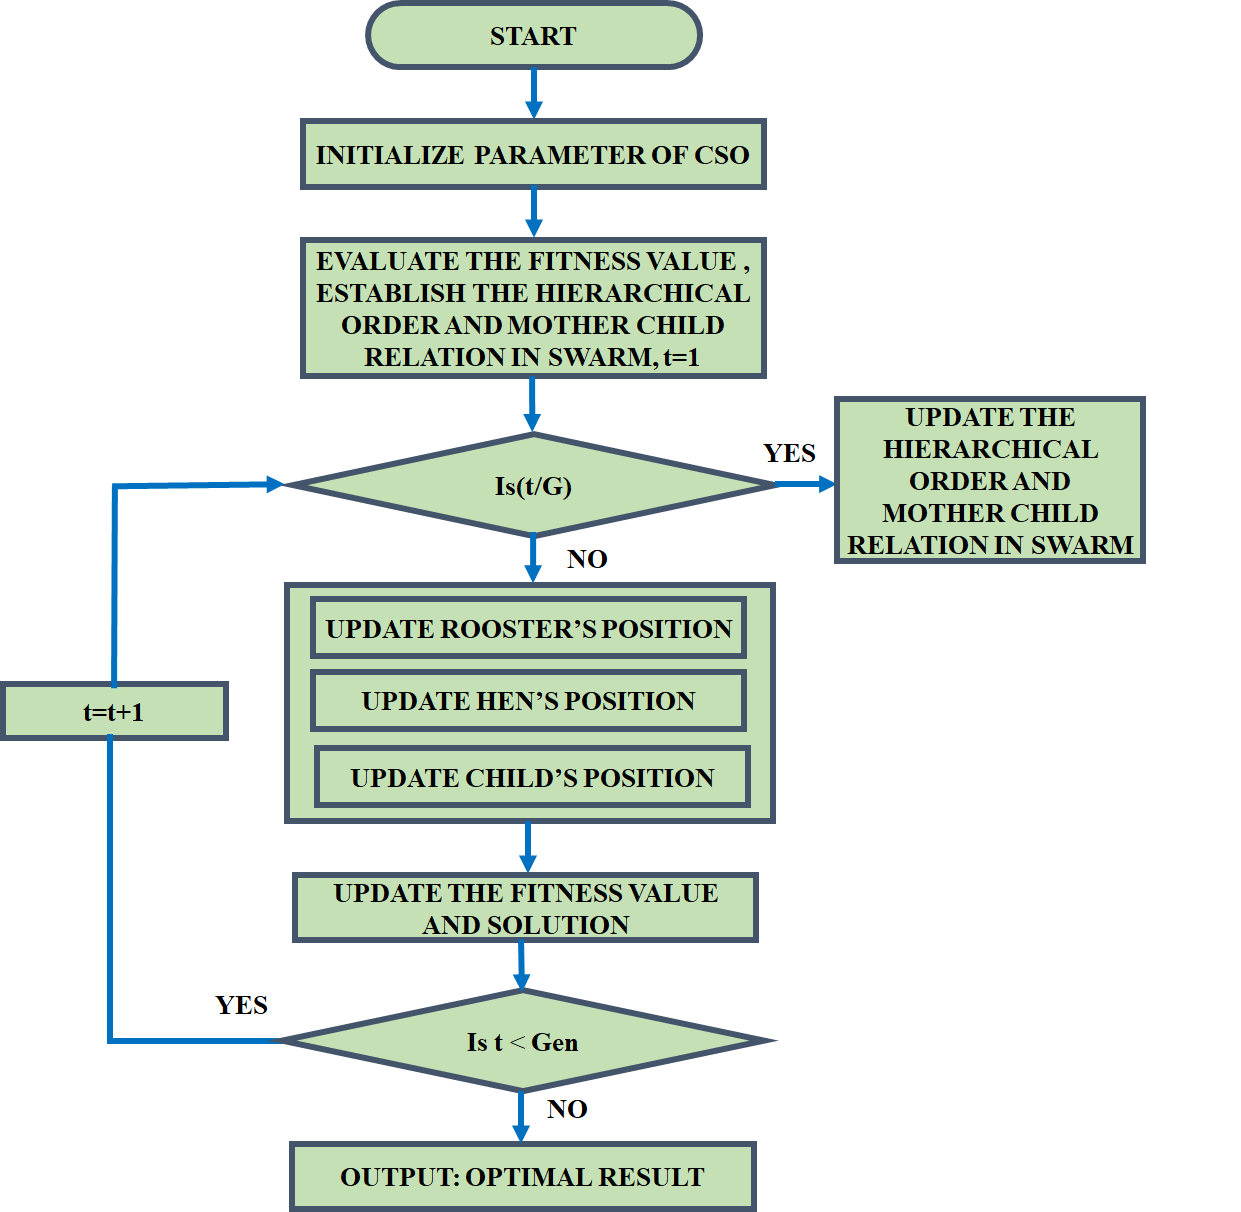 START
INITIALIZE PARAMETER OF CSO
EVALUATE THE FITNESS VALUE ,
ESTABLISH THE HIERARCHICAL
ORDER AND MOTHER CHILD
RELATION IN SWARM, t=1
Is(t/G)
YES
UPDATE THE
HIERARCHICAL
ORDER AND
MOTHER CHILD
RELATION IN SWARM
NO
UPDATE ROOSTER’S POSITION
UPDATE HEN’S POSITION
UPDATE CHILD’S POSITION
t=t+1
UPDATE THE FITNESS VALUE
AND SOLUTION
YES
Is t < Gen
NO
OUTPUT: OPTIMAL RESULT